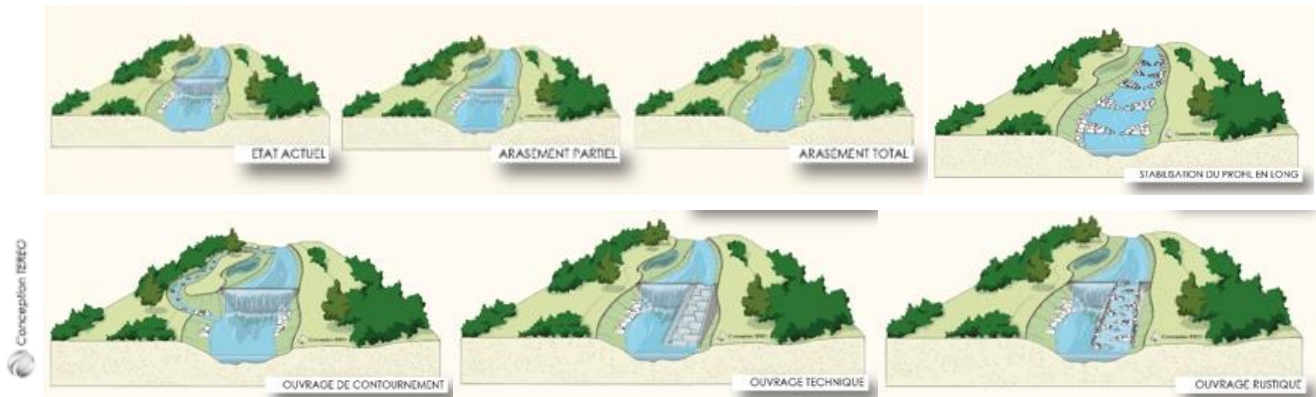 ETAT ACTUEL
ARASEMENT PARTIEL
ARASEMENT TOTAL
STABILISATION DU PROFIL EN LONG
Conception TEREO
OUVRAGE DE CONTOURNEMENT
OUVRAGE TECHNIQUE
OUVRAGE RUSTIQUE